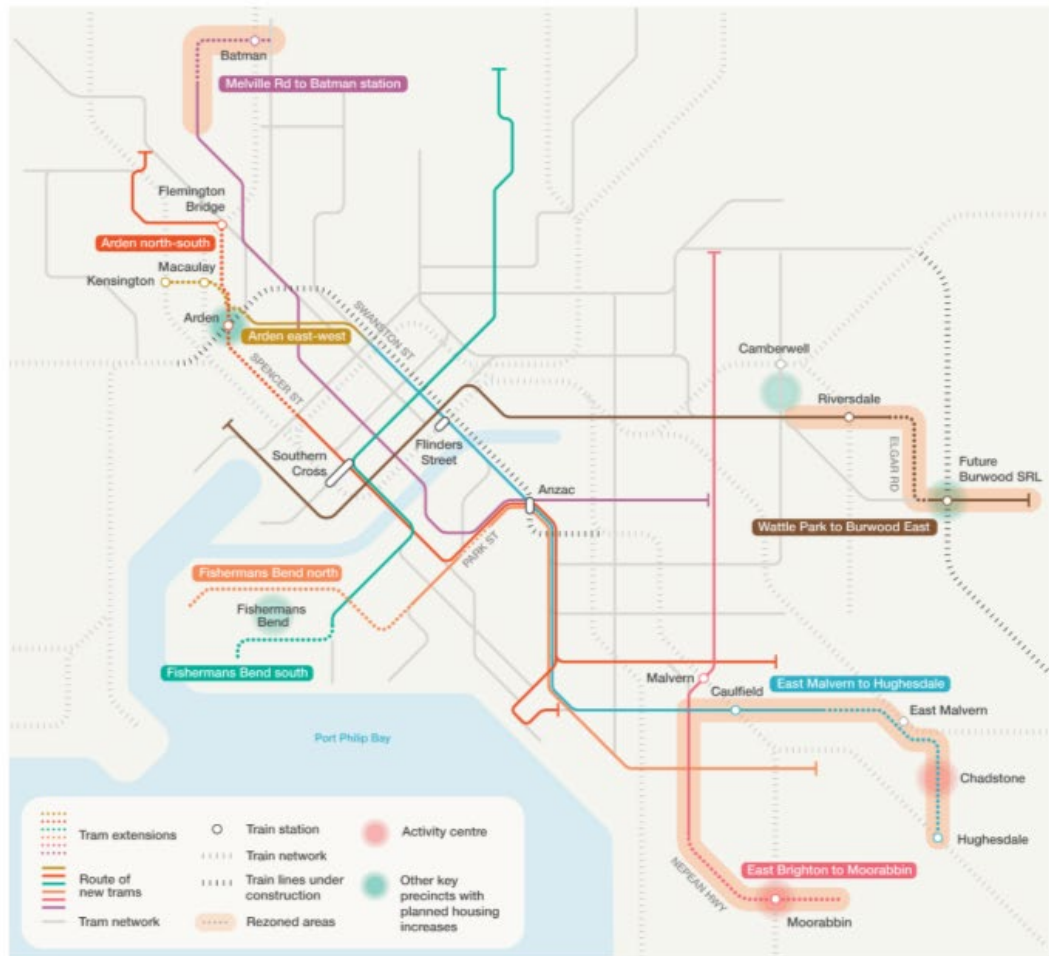 Batman
Melville Rd to Batman station
Flemington
Bridge
Arden north-south
Macaulay
Kensington
Arden
Arden east-west
SWANSTON ST
SPENCER ST
Camberwell
Riversdale
Flinders
Street
Southern
Cross
ELGAR RD
Future
Burwood SRL
Anzac
Wattle Park to Burwood East
PARK ST
Fishermans Bend north
Fishermans
Bend
Fishermans Bend south
Malvern
East Malvern to Hughesdale
Caulfield
East Malvern
Port Philip Bay
Chadstone
Hughesdale
East Brighton to Moorabbin
NEPEAN HWY
Moorabbin
Tram extensions
Route of
new trams
Tram network
Train station
Train network
Train lines under
construction
Rezoned areas
Activity centre
Other key
precincts with
planned housing
increases